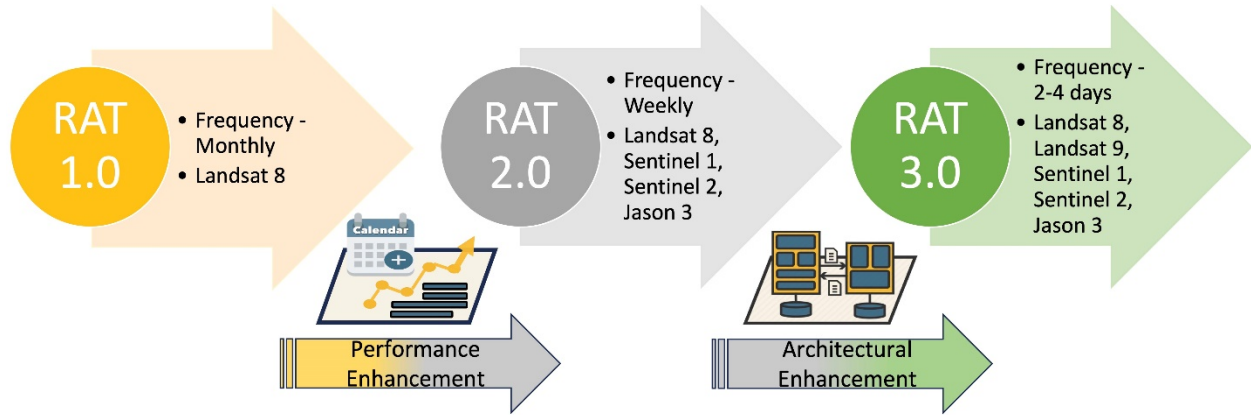 RAT
1.0
• Frequency -
Monthly
• Landsat 8
RAT
2.0
• Frequency -
Weekly
• Landsat 8,
Sentinel 1,
Sentinel 2,
Jason 3
RAT
3.0
• Frequency -
2-4 days
• Landsat 8,
Landsat 9,
Sentinel 1,
Sentinel 2,
Jason 3
Calendar
Performance
Enhancement
Architectural
Enhancement